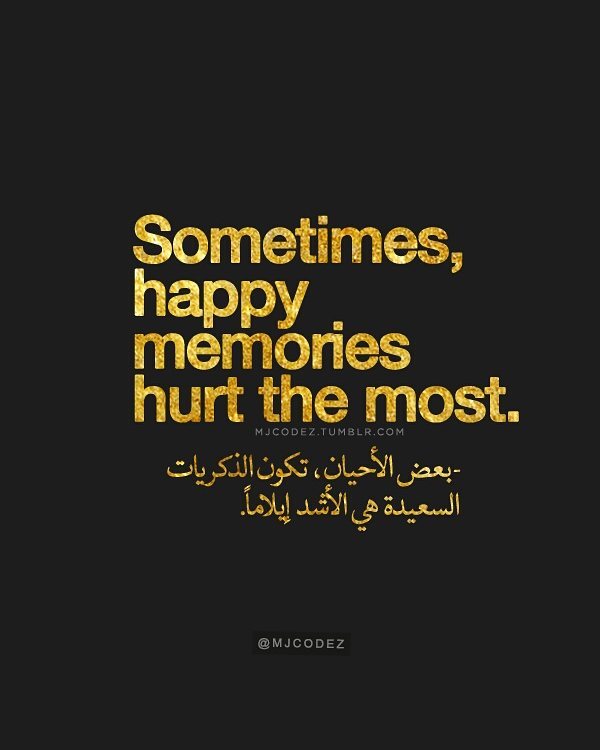 Sometimes,
happy
memories
hurt the most.
MJCODEZ.TUMBLR.COM
-بعض الأحيان، تكون الذكريات
السعيدة هي الأشد إيلاماً.
@MJCODEZ